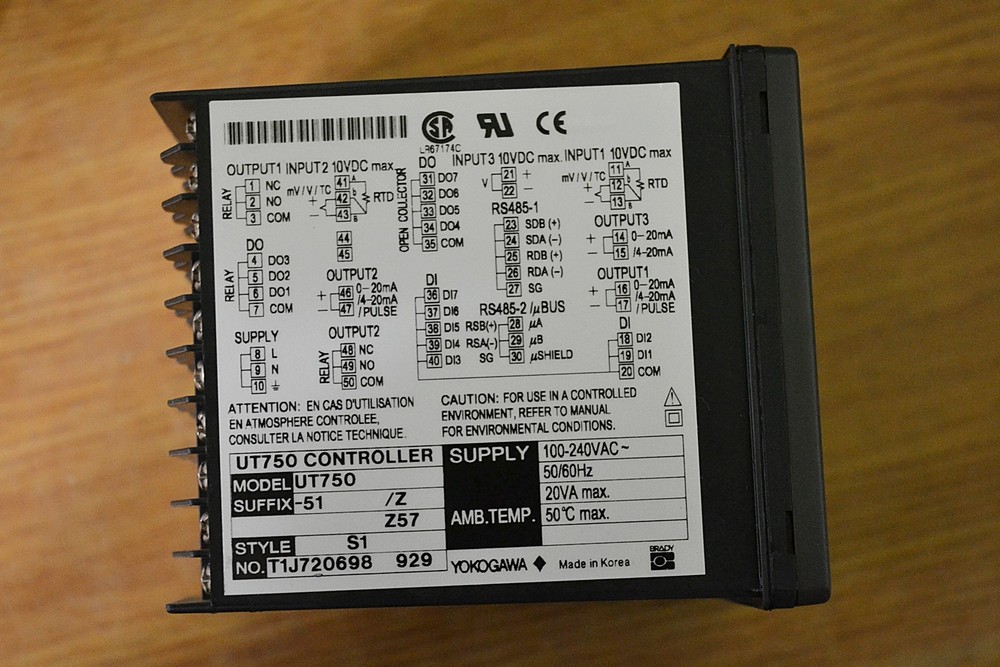 SA
LR67174C
RU
CE
OUTPUT1
RELAY
1 NC
2 NO
3 COM
DO
RELAY
4 DO3
5 DO2
6 DO1
7 COM
SUPPLY
8 L
9 N
10
INPUT2 10VDC max
mV / V / TC
+
-
41 A
42 b
43 B
RTD
44
45
OUTPUT2
+ 46 0-20mA
- 47 /4-20mA
/PULSE
OUTPUT2
RELAY
48 NC
49 NO
50 COM
DO
OPEN COLLECTOR
31 DO7
32 DO6
33 DO5
34 DO4
35 COM
DI
36 DI7
37 DI6
38 DI5
39 DI4
40 DI3
INPUT3 10VDC max.
V
21 +
22 -
RS485-1
23 SDB (+)
24 SDA (-)
25 RDB (+)
26 RDA (-)
27 SG
RS485-2 /μBUS
RSB(+) 28 μA
RSA(-) 29 μB
SG 30 μSHIELD
INPUT1 10VDC max
mV / V / TC
+
-
11 A
12 b
13 B
RTD
OUTPUT3
+ 14 0-20mA
- 15 /4-20mA
OUTPUT1
+ 16 0-20mA
- 17 /4-20mA
/PULSE
DI
18 DI2
19 DI1
20 COM
ATTENTION: EN CAS D'UTILISATION
EN ATMOSPHERE CONTROLEE,
CONSULTER LA NOTICE TECHNIQUE.
CAUTION: FOR USE IN A CONTROLLED
ENVIRONMENT, REFER TO MANUAL
FOR ENVIRONMENTAL CONDITIONS.
UT750 CONTROLLER
MODEL UT750
SUFFIX -51 /Z
Z57
STYLE S1
NO. T1J720698 929
SUPPLY 100-240VAC~
50/60Hz
20VA max.
AMB.TEMP. 50℃ max.
YOKOGAWA
Made in Korea
BRADY